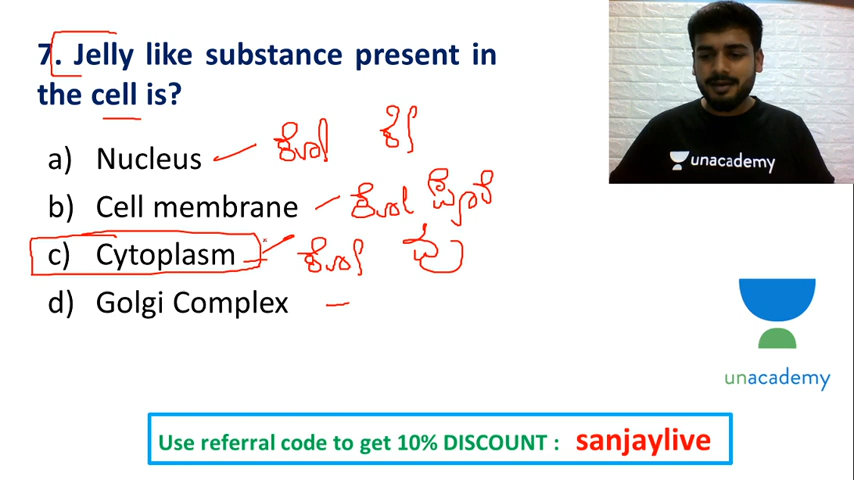 7. Jelly like substance present in
the cell is?
a) Nucleus
b) Cell membrane
c) Cytoplasm
d) Golgi Complex
unacademy
unacademy
Use referral code to get 10% DISCOUNT : sanjaylive